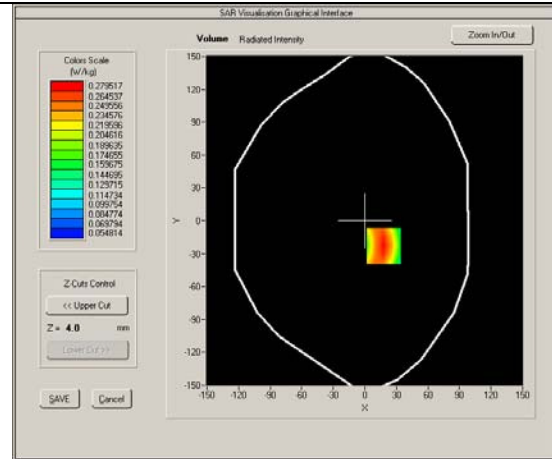 SAR Visualisation Graphical Interface
Volume Radiated Intensity
Zoom In/Out
Colors Scale
(W/kg)
0.279517
0.264537
0.249556
0.234576
0.219596
0.204616
0.189635
0.174655
0.159675
0.144695
0.129715
0.114734
0.099754
0.084774
0.069794
0.054814
Z-Cuts Control
<< Upper Cut
Z = 4.0 mm
Lower Cut >>
SAVE Cancel
150
120
90
60
30
0
-30
-60
-90
-120
-150
Y
-150 -120 -90 -60 -30 0 30 60 90 120 150
X